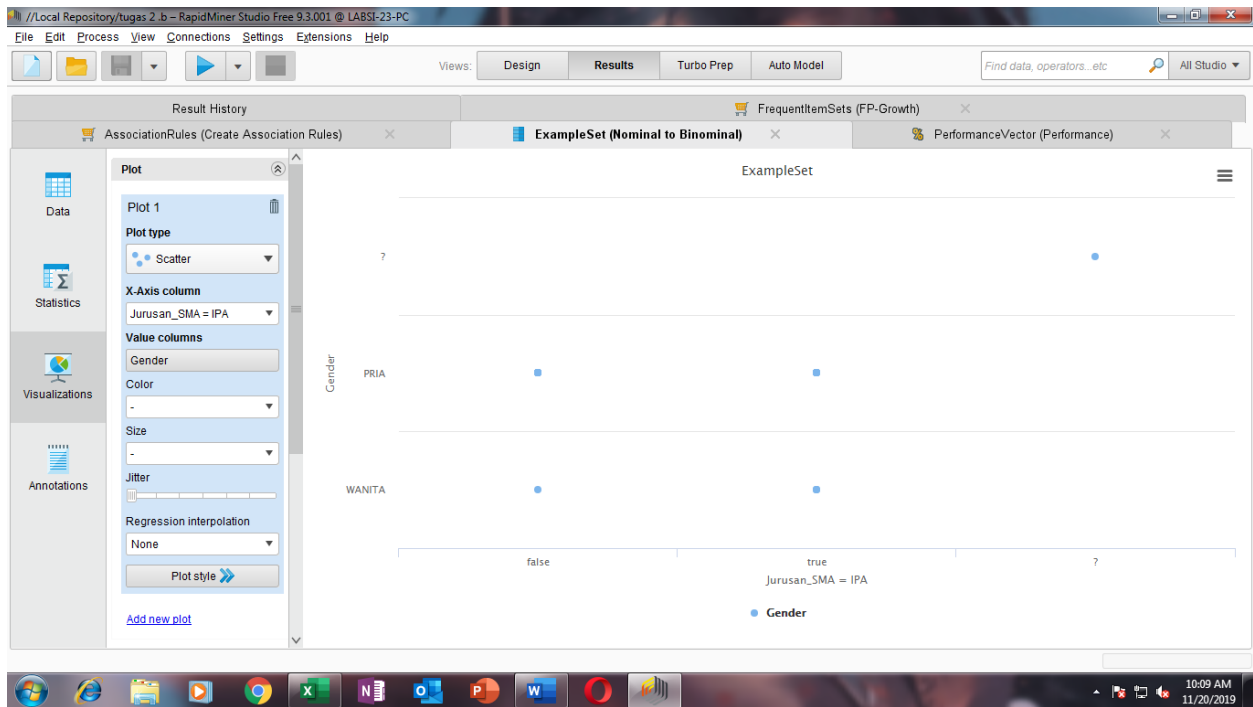 //Local Repository/tugas 2 .b – RapidMiner Studio Free 9.3.001 @ LABSI-23-PC
File Edit Process View Connections Settings Extensions Help
Views: Design Results Turbo Prep Auto Model Find data, operators...etc All Studio
Result History FrequentItemSets (FP-Growth)
AssociationRules (Create Association Rules) ExampleSet (Nominal to Binominal) PerformanceVector (Performance)
Data
Statistics
Visualizations
Annotations
Plot
Plot 1
Plot type
Scatter
X-Axis column
Jurusan_SMA = IPA
Value columns
Gender
Color
-
Size
-
Jitter
Regression interpolation
None
Plot style
Add new plot
ExampleSet
?
PRIA
WANITA
Gender
false true ?
Jurusan_SMA = IPA
Gender
10:09 AM
11/20/2019